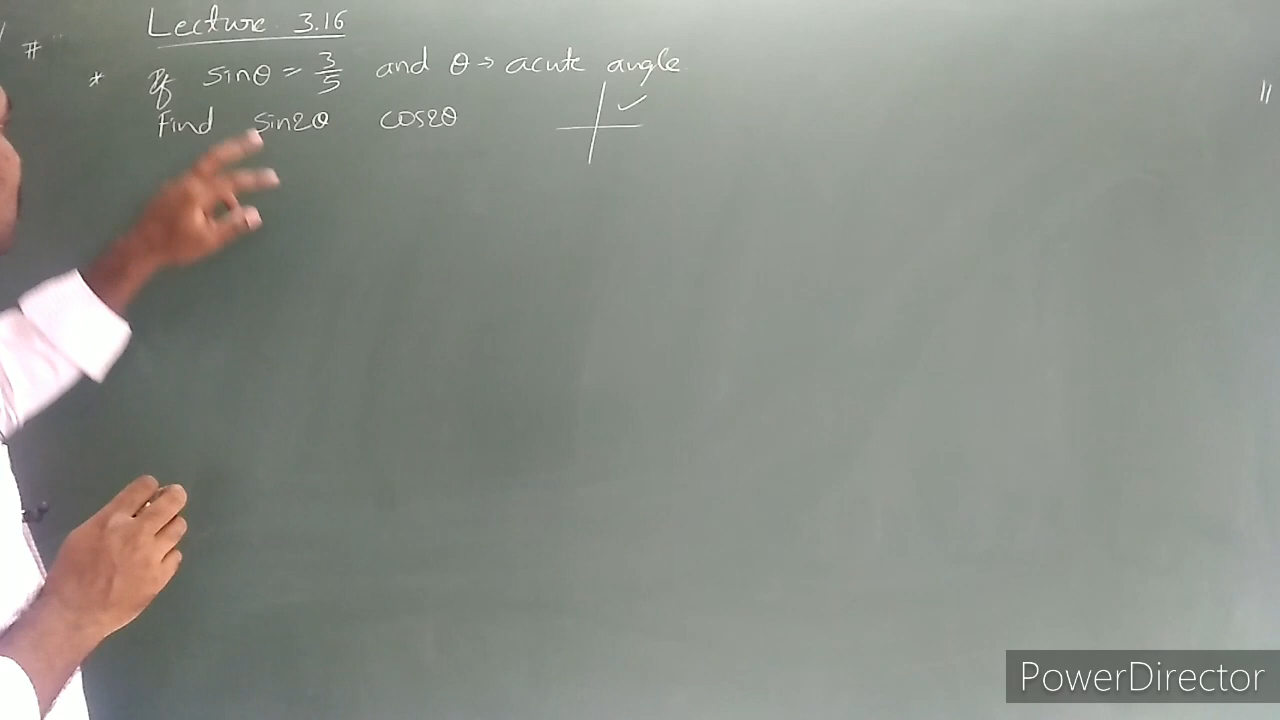 Lecture 3.16
#
* If sinθ = 3/5 and θ → acute angle
Find sin2θ cos2θ
PowerDirector